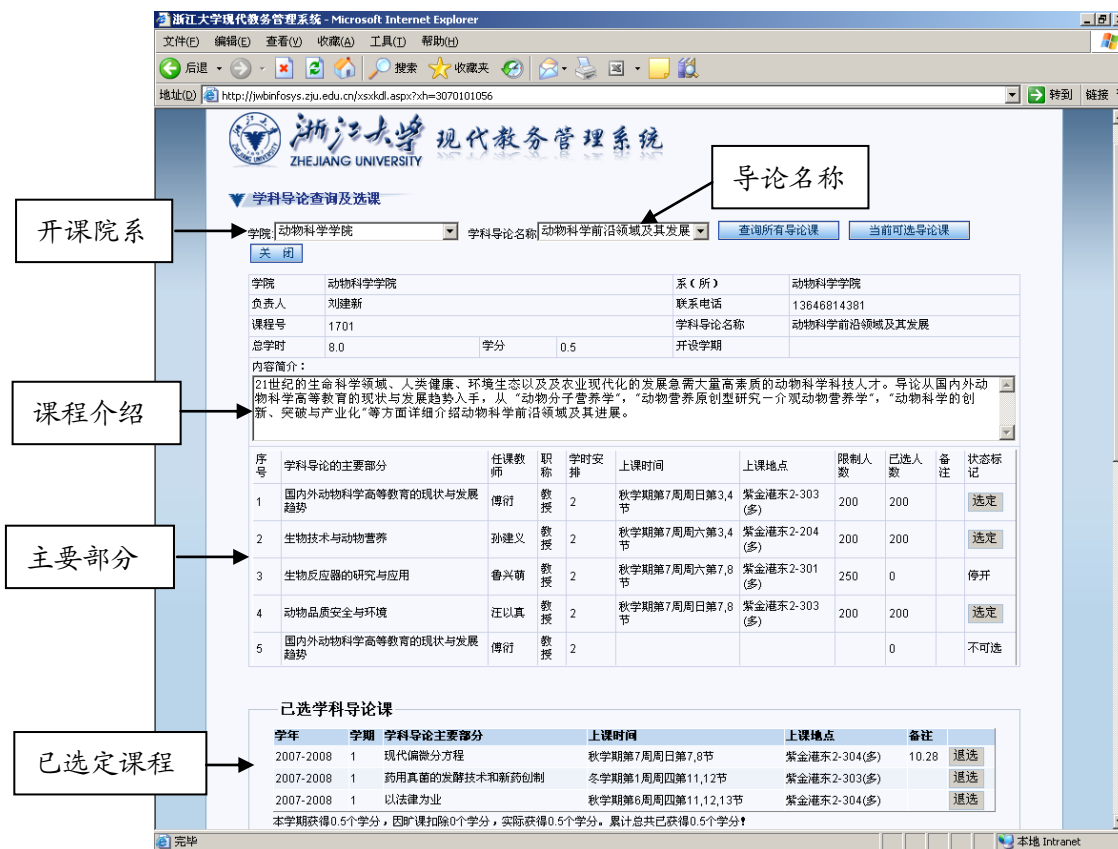 浙江大学现代教务管理系统 - Microsoft Internet Explorer
文件(F) 编辑(E) 查看(V) 收藏(A) 工具(T) 帮助(H)
后退 搜索 收藏夹
地址(D) http://jwbinfosys.zju.edu.cn/xsxkdl.aspx?xh=3070101056 转到 链接
浙江大学 现代教务管理系统
ZHEJIANG UNIVERSITY
导论名称
学科导论查询及选课
开课院系
学院: 动物科学学院 学科导论名称 动物科学前沿领域及其发展 查询所有导论课 当前可选导论课
关 闭
学院 动物科学学院 系(所) 动物科学学院
负责人 刘建新 联系电话 13646814381
课程号 1701 学科导论名称 动物科学前沿领域及其发展
总学时 8.0 学分 0.5 开设学期
内容简介:
课程介绍
21世纪的生命科学领域、人类健康、环境生态以及及农业现代化的发展急需大量高素质的动物科学科技人才。导论从国内外动
物科学高等教育的现状与发展趋势入手，从 “动物分子营养学”，“动物营养原创型研究－介观动物营养学”，“动物科学的创
新、突破与产业化”等方面详细介绍动物科学前沿领域及其进展。
序号 学科导论的主要部分 任课教师 职称 学时安排 上课时间 上课地点 限制人数 已选人数 备注 状态标记
主要部分
1 国内外动物科学高等教育的现状与发展趋势 傅衍 教授 2 秋学期第7周周日第3,4节 紫金港东2-303(多) 200 200 选定
2 生物技术与动物营养 孙建义 教授 2 秋学期第7周周六第3,4节 紫金港东2-204(多) 200 200 选定
3 生物反应器的研究与应用 鲁兴萌 教授 2 秋学期第7周周六第7,8节 紫金港东2-301(多) 250 0 停开
4 动物品质安全与环境 汪以真 教授 2 秋学期第7周周日第7,8节 紫金港东2-303(多) 200 200 选定
5 国内外动物科学高等教育的现状与发展趋势 傅衍 教授 2 0 不可选
已选学科导论课
已选定课程
学年 学期 学科导论主要部分 上课时间 上课地点 备注
2007-2008 1 现代偏微分方程 秋学期第7周周日第7,8节 紫金港东2-304(多) 10.28 退选
2007-2008 1 药用真菌的发酵技术和新药创制 冬学期第1周周四第11,12节 紫金港东2-303(多) 退选
2007-2008 1 以法律为业 秋学期第6周周四第11,12,13节 紫金港东2-304(多) 退选
本学期获得0.5个学分，因旷课扣除0个学分，实际获得0.5个学分。累计总共已获得0.5个学分!
完毕 本地 Intranet